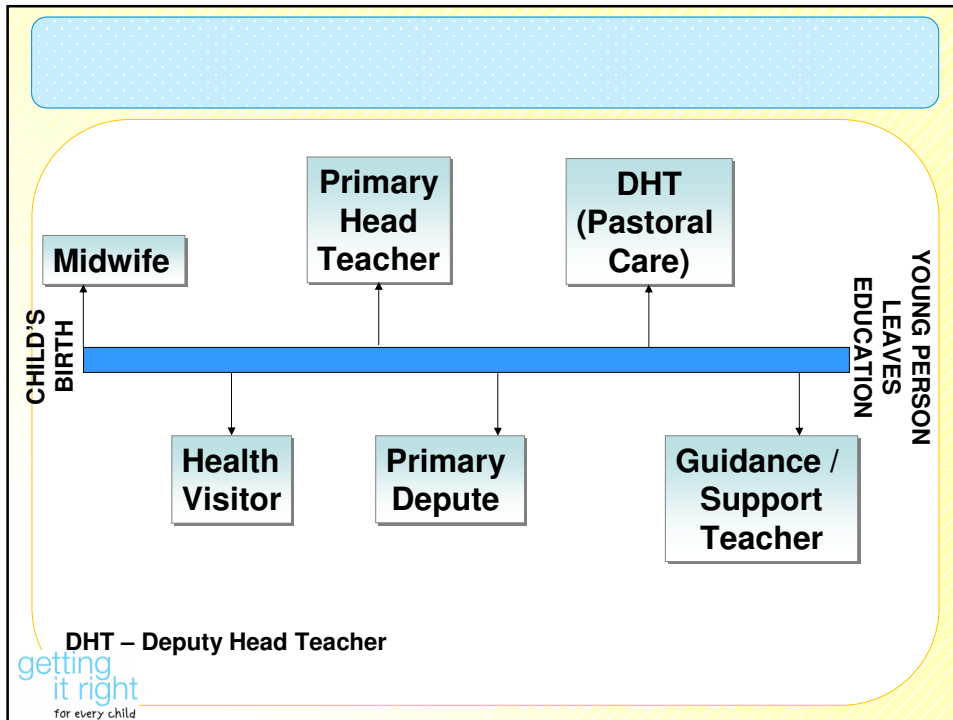 Primary
Head
Teacher
DHT
(Pastoral
Care)
Midwife
CHILD'S
BIRTH
YOUNG PERSON
LEAVES
EDUCATION
Health
Visitor
Primary
Depute
Guidance /
Support
Teacher
DHT – Deputy Head Teacher
getting
it right
for every child